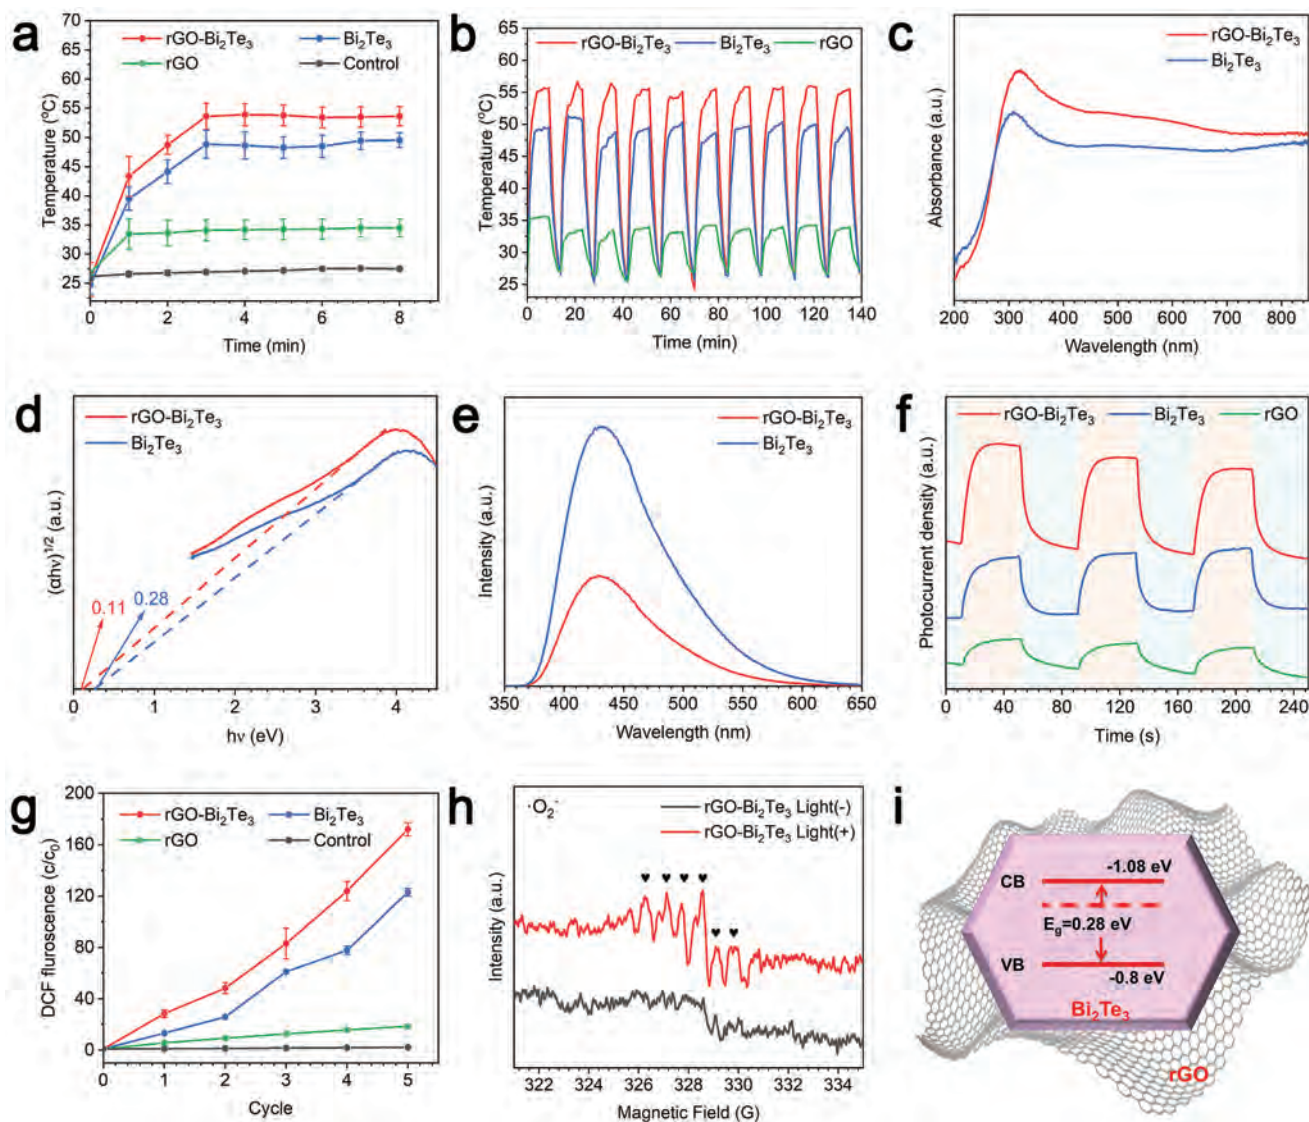 a
rGO-Bi₂Te₃ Bi₂Te₃
rGO Control
Temperature (ºC)
70
65
60
55
50
45
40
35
30
25
0 2 4 6 8
Time (min)
b
rGO-Bi₂Te₃ Bi₂Te₃ rGO
Temperature (ºC)
65
60
55
50
45
40
35
30
25
0 20 40 60 80 100 120 140
Time (min)
c
rGO-Bi₂Te₃
Bi₂Te₃
Absorbance (a.u.)
200 300 400 500 600 700 800
Wavelength (nm)
d
rGO-Bi₂Te₃
Bi₂Te₃
(αhν)^1/2 (a.u.)
0.11 0.28
0 1 2 3 4
hν (eV)
e
rGO-Bi₂Te₃
Bi₂Te₃
Intensity (a.u.)
350 400 450 500 550 600 650
Wavelength (nm)
f
rGO-Bi₂Te₃ Bi₂Te₃ rGO
Photocurrent density (a.u.)
0 40 80 120 160 200 240
Time (s)
g
rGO-Bi₂Te₃ Bi₂Te₃
rGO Control
DCF fluroscence (c/c₀)
200
160
120
80
40
0
0 1 2 3 4 5
Cycle
h
·O₂⁻
rGO-Bi₂Te₃ Light(-)
rGO-Bi₂Te₃ Light(+)
Intensity (a.u.)
322 324 326 328 330 332 334
Magnetic Field (G)
i
CB -1.08 eV
Eg=0.28 eV
VB -0.8 eV
Bi₂Te₃
rGO